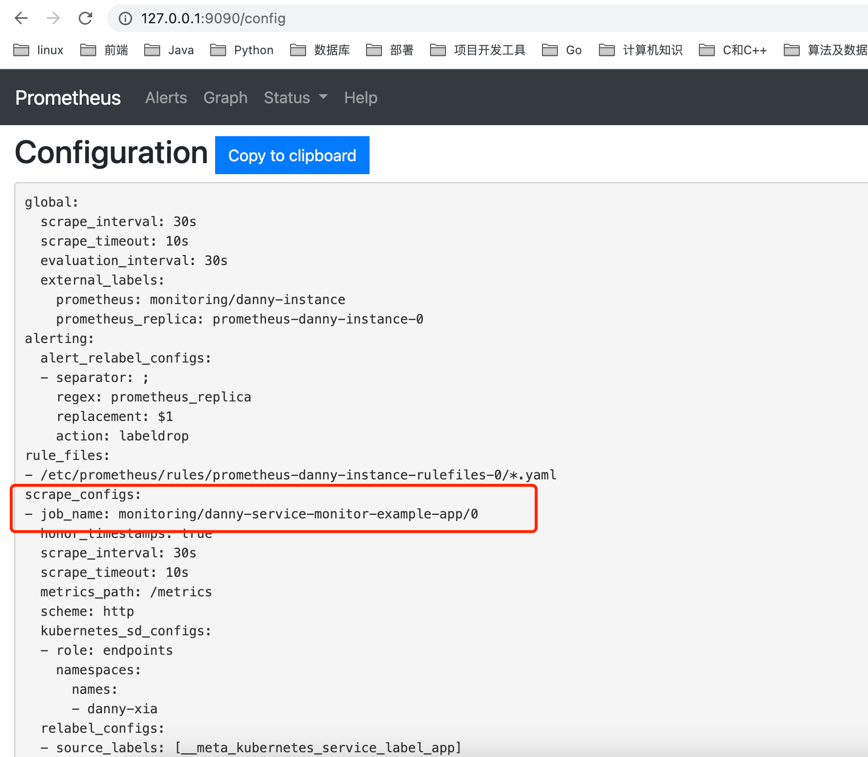 127.0.0.1:9090/config
linux 前端 Java Python 数据库 部署 项目开发工具 Go 计算机知识 C和C++ 算法及数据
Prometheus Alerts Graph Status Help
Configuration Copy to clipboard
global:
  scrape_interval: 30s
  scrape_timeout: 10s
  evaluation_interval: 30s
  external_labels:
    prometheus: monitoring/danny-instance
    prometheus_replica: prometheus-danny-instance-0
alerting:
  alert_relabel_configs:
  - separator: ;
    regex: prometheus_replica
    replacement: $1
    action: labeldrop
rule_files:
- /etc/prometheus/rules/prometheus-danny-instance-rulefiles-0/*.yaml
scrape_configs:
- job_name: monitoring/danny-service-monitor-example-app/0
  honor_timestamps: true
  scrape_interval: 30s
  scrape_timeout: 10s
  metrics_path: /metrics
  scheme: http
  kubernetes_sd_configs:
  - role: endpoints
    namespaces:
      names:
      - danny-xia
  relabel_configs:
  - source_labels: [__meta_kubernetes_service_label_app]